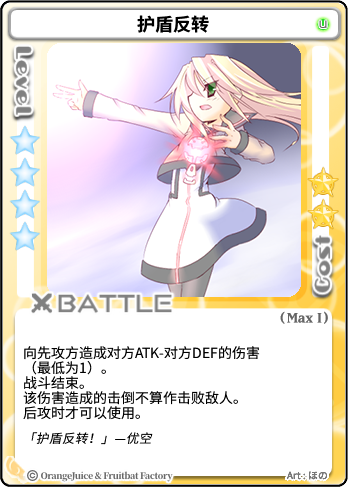 护盾反转
U
Level
Cost
BATTLE
(Max 1)
向先攻方造成对方ATK-对方DEF的伤害
（最低为1）。
战斗结束。
该伤害造成的击倒不算作击败敌人。
后攻时才可以使用。
「护盾反转！」—优空
© OrangeJuice & Fruitbat Factory
Art : ほの